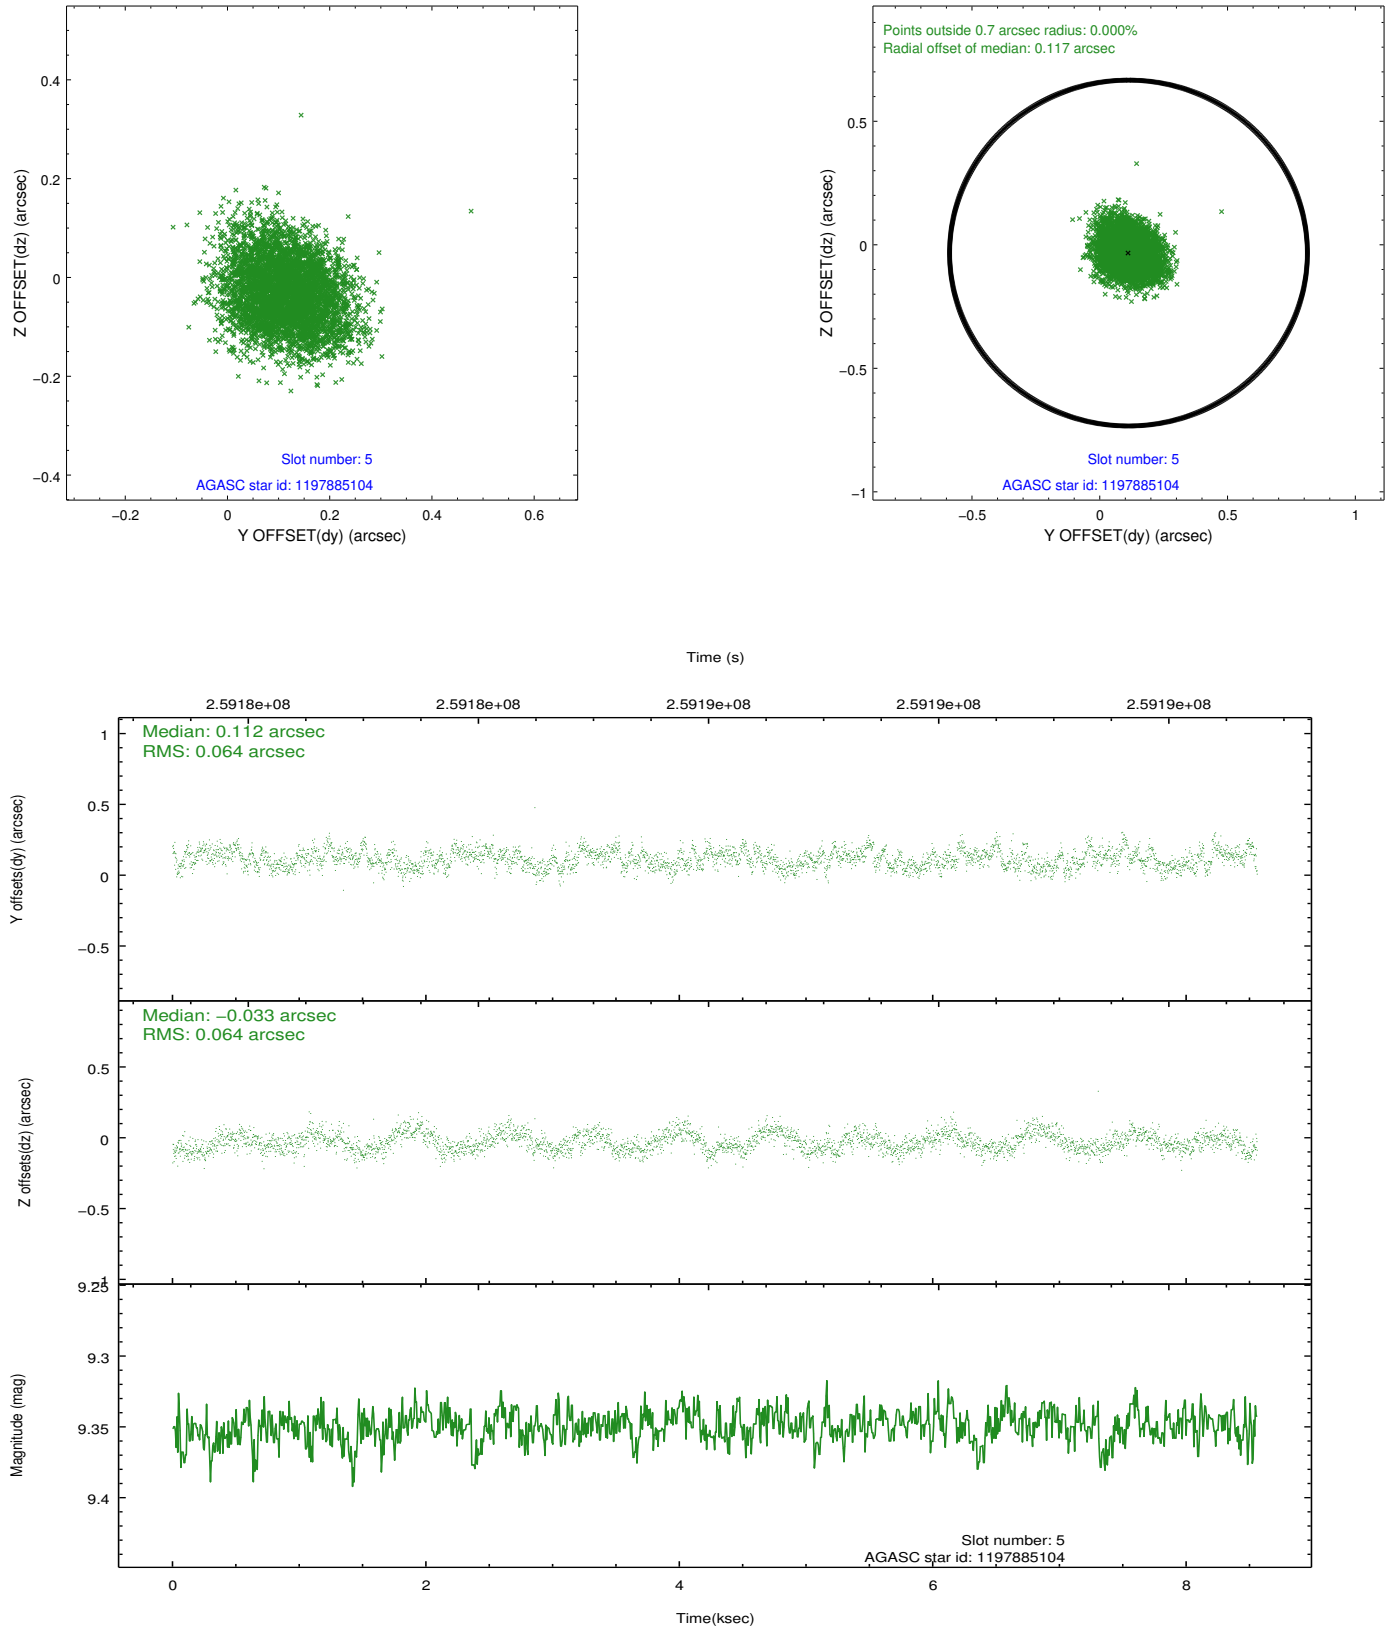 0.4
0.2
0
−0.2
−0.4
Z OFFSET(dz) (arcsec)
Slot number: 5
AGASC star id: 1197885104
−0.2 0 0.2 0.4 0.6
Y OFFSET(dy) (arcsec)
Points outside 0.7 arcsec radius: 0.000%
Radial offset of median: 0.117 arcsec
0.5
0
−0.5
−1
Z OFFSET(dz) (arcsec)
Slot number: 5
AGASC star id: 1197885104
−0.5 0 0.5 1
Y OFFSET(dy) (arcsec)
Time (s)
2.5918e+08 2.5918e+08 2.5919e+08 2.5919e+08 2.5919e+08
Median: 0.112 arcsec
RMS: 0.064 arcsec
1
0.5
0
−0.5
Y offsets(dy) (arcsec)
Median: −0.033 arcsec
RMS: 0.064 arcsec
0.5
0
−0.5
−1
Z offsets(dz) (arcsec)
9.25
9.3
9.35
9.4
Magnitude (mag)
Slot number: 5
AGASC star id: 1197885104
0 2 4 6 8
Time(ksec)